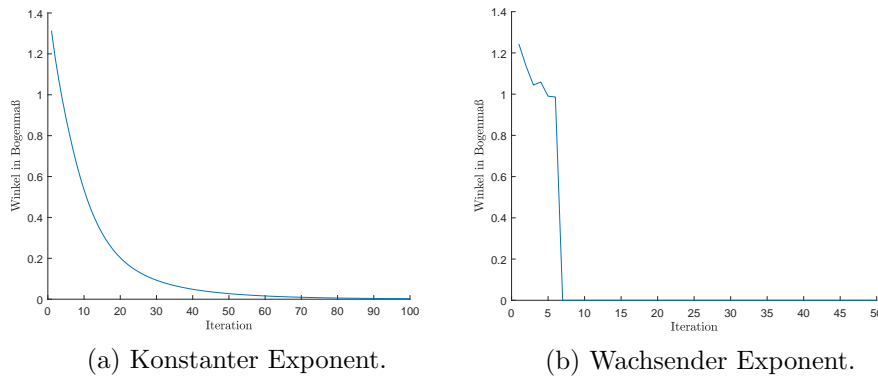 1.4
1.2
1
0.8
0.6
0.4
0.2
0
Winkel in Bogenmaß
0 10 20 30 40 50 60 70 80 90 100
Iteration
(a) Konstanter Exponent.
1.4
1.2
1
0.8
0.6
0.4
0.2
0
Winkel in Bogenmaß
0 5 10 15 20 25 30 35 40 45 50
Iteration
(b) Wachsender Exponent.